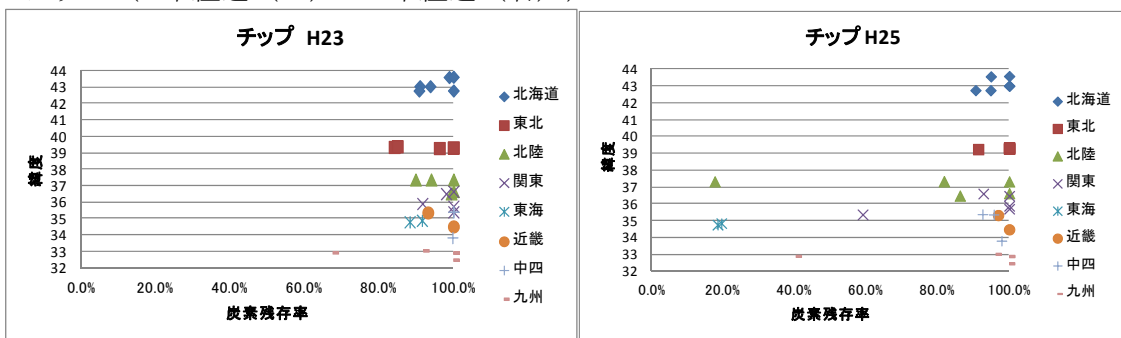 チップ H23
44
43
42
41
40
39
38
37
36
35
34
33
32
緯度
0.0% 20.0% 40.0% 60.0% 80.0% 100.0%
炭素残存率
北海道
東北
北陸
関東
東海
近畿
中四
九州
チップ H25
44
43
42
41
40
39
38
37
36
35
34
33
32
緯度
0.0% 20.0% 40.0% 60.0% 80.0% 100.0%
炭素残存率
北海道
東北
北陸
関東
東海
近畿
中四
九州